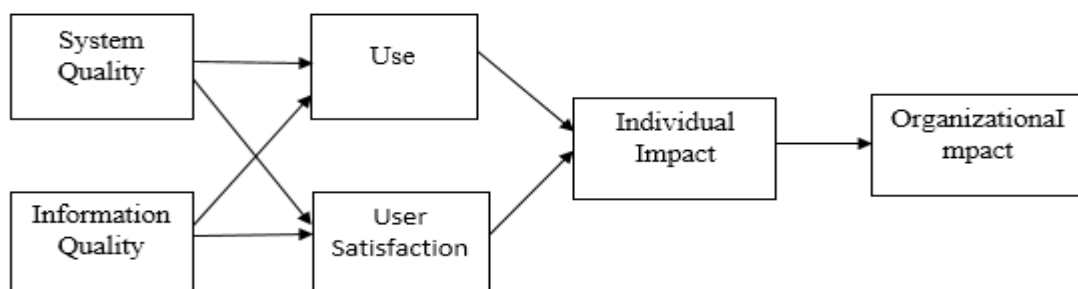 System
Quality
Use
Individual
Impact
OrganizationaI
mpact
Information
Quality
User
Satisfaction